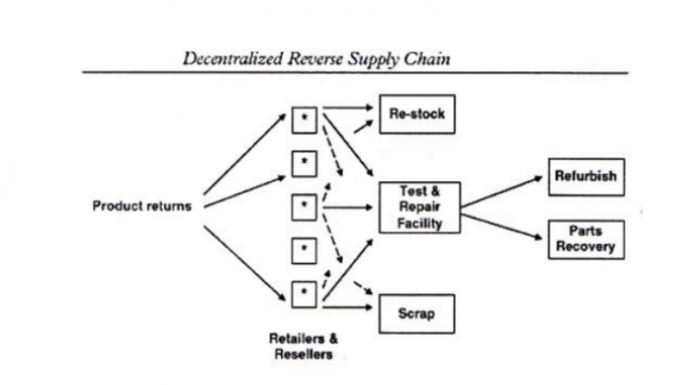 Decentralized Reverse Supply Chain
*
Re-stock
*
Refurbish
Product returns
*
Test &
Repair
Facility
Parts
Recovery
*
*
Scrap
Retailers &
Resellers